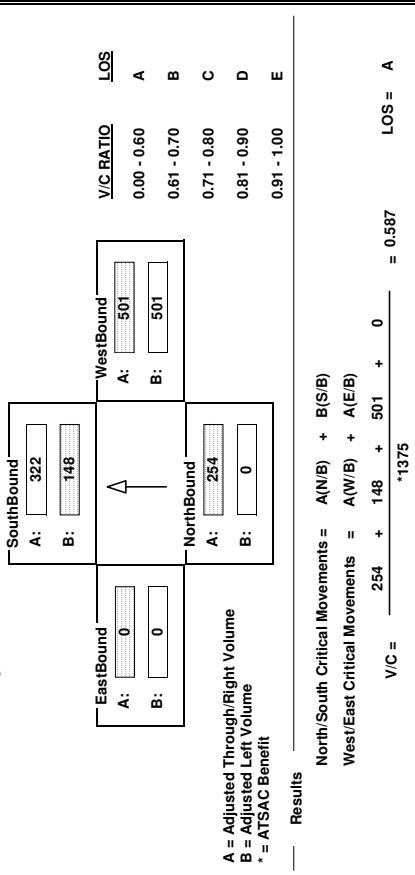 SouthBound
A: 322
B: 148
EastBound
A: 0
B: 0
WestBound
A: 501
B: 501
NorthBound
A: 254
B: 0
V/C RATIO LOS
0.00 - 0.60 A
0.61 - 0.70 B
0.71 - 0.80 C
0.81 - 0.90 D
0.91 - 1.00 E
A = Adjusted Through/Right Volume
B = Adjusted Left Volume
* = ATSAC Benefit
Results
North/South Critical Movements = A(N/B) + B(S/B)
West/East Critical Movements = A(W/B) + A(E/B)
V/C = 254 + 148 + 501 + 0 = 0.587 LOS = A
*1375